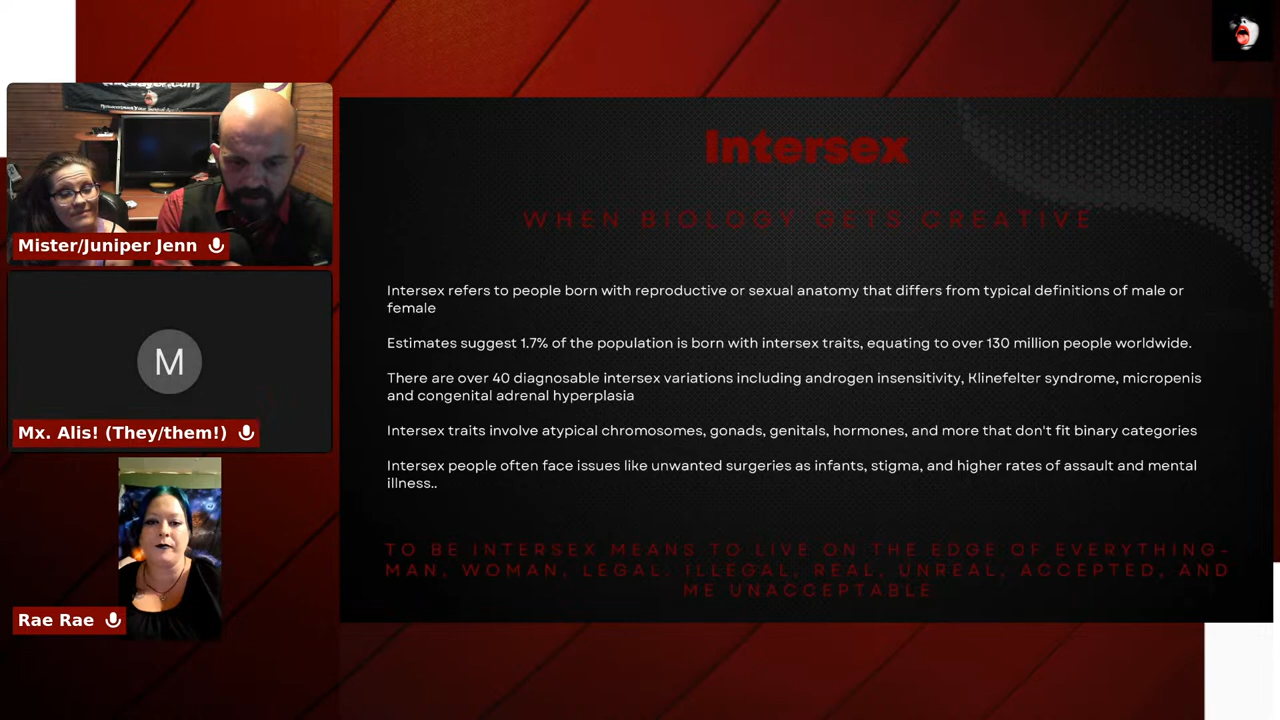 Intersex
WHEN BIOLOGY GETS CREATIVE
Intersex refers to people born with reproductive or sexual anatomy that differs from typical definitions of male or
female
Estimates suggest 1.7% of the population is born with intersex traits, equating to over 130 million people worldwide.
There are over 40 diagnosable intersex variations including androgen insensitivity, Klinefelter syndrome, micropenis
and congenital adrenal hyperplasia
Intersex traits involve atypical chromosomes, gonads, genitals, hormones, and more that don't fit binary categories
Intersex people often face issues like unwanted surgeries as infants, stigma, and higher rates of assault and mental
illness..
TO BE INTERSEX MEANS TO LIVE ON THE EDGE OF EVERYTHING-
MAN, WOMAN, LEGAL. ILLEGAL, REAL, UNREAL, ACCEPTED, AND
ME UNACCEPTABLE
Mister/Juniper Jenn
M
Mx. Alis! (They/them!)
Rae Rae